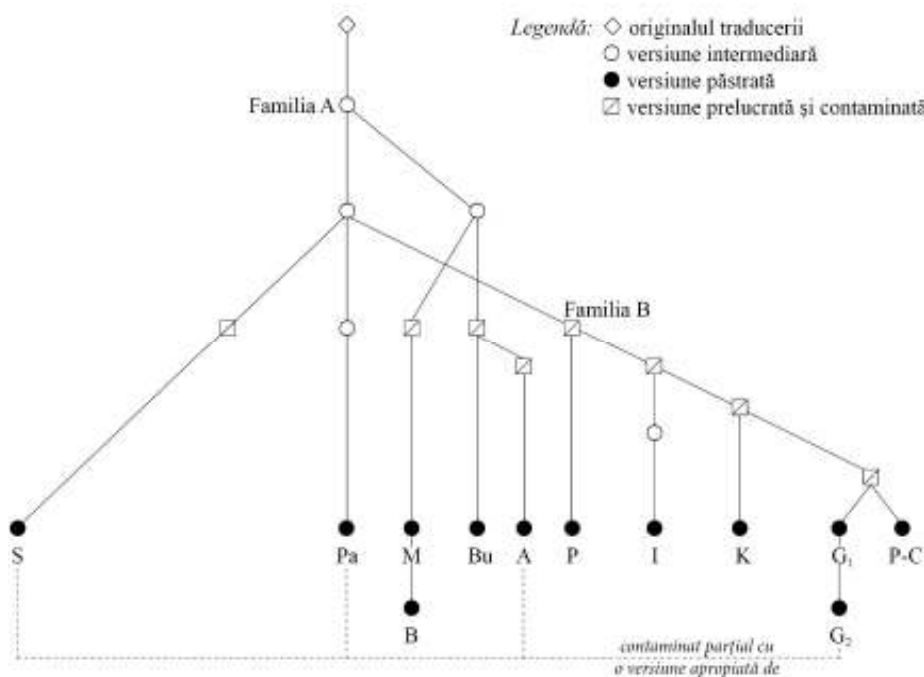 Legendă: originalul traducerii
versiune intermediară
versiune păstrată
versiune prelucrată și contaminată
Familia A
Familia B
S Pa M Bu A P I K G₁ P-C
B G₂
contaminat parțial cu
o versiune apropiată de